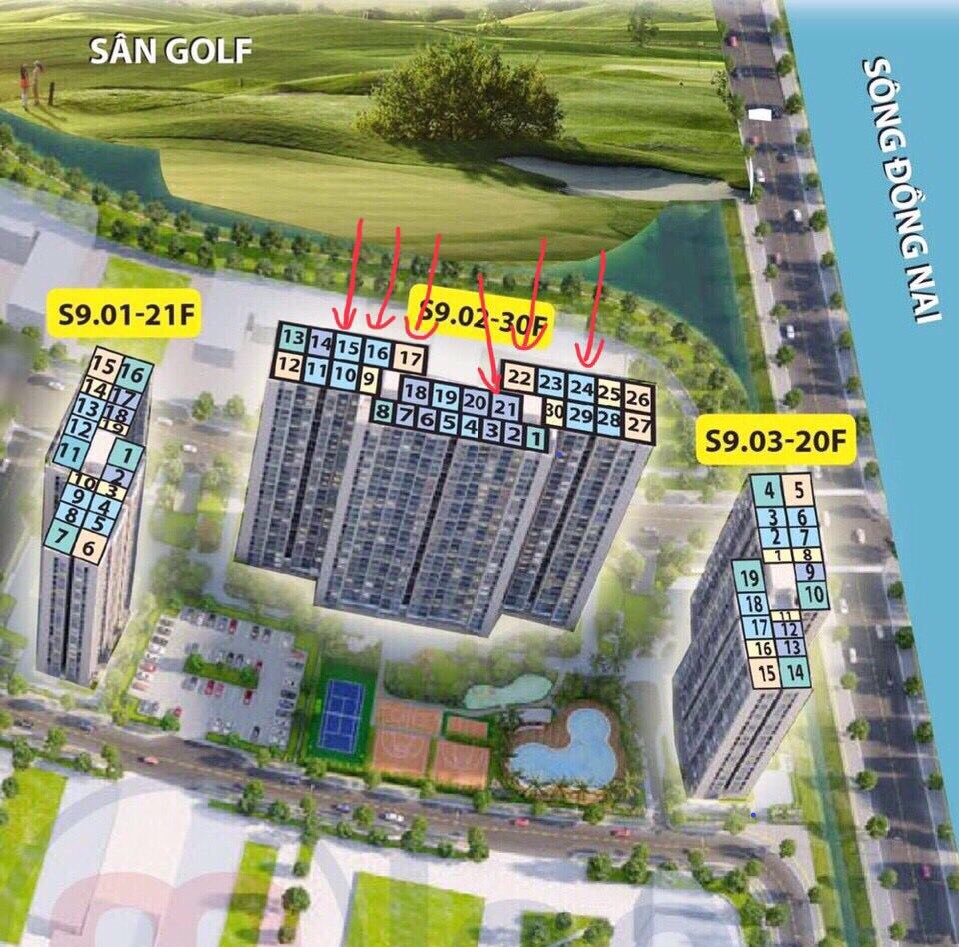 SÂN GOLF
SÔNG ĐỒNG NAI
S9.01-21F
15 16
14 17
13 18
12 19
11 1
2
10 3
9 4
8 5
7 6
S9.02-30F
13 14 15 16 17
12 11 10 9
18 19 20 21
8 7 6 5 4 3 2 1
22 23 24 25 26
30 29 28 27
S9.03-20F
4 5
3 6
2 7
1 8
19 9
18 10
11
17 12
16 13
15 14